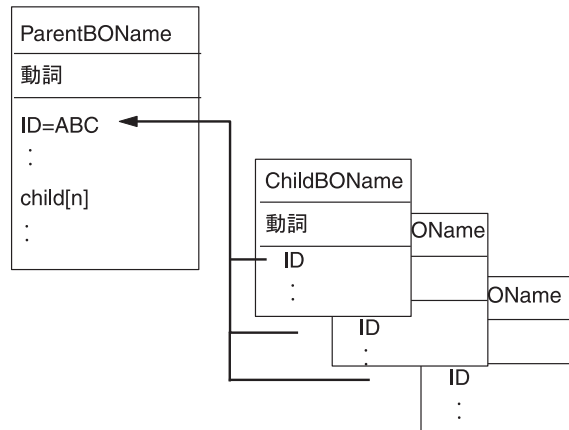 ParentBOName
動詞
ID=ABC
:
child[n]
:
ChildBOName
動詞
ID
:
OName
ID
:
OName
ID
: